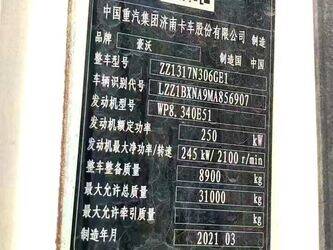 中国重汽集团济南卡车股份有限公司 制造
品牌 豪沃 制造国 中国
整车型号 ZZ1317N306GE1
车辆识别代号 LZZ1BXNA9MA856907
发动机型号 WP8.340E51
发动机额定功率 250 kW
发动机最大净功率/转速 245 kW/ 2100 r/min
整车整备质量 8900 kg
最大允许总质量 31000 kg
最大允许牵引质量 kg
制造年月 2021 03